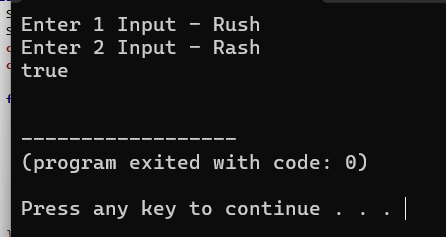 Enter 1 Input - Rush
Enter 2 Input - Rash
true
------------------
(program exited with code: 0)
Press any key to continue . . .